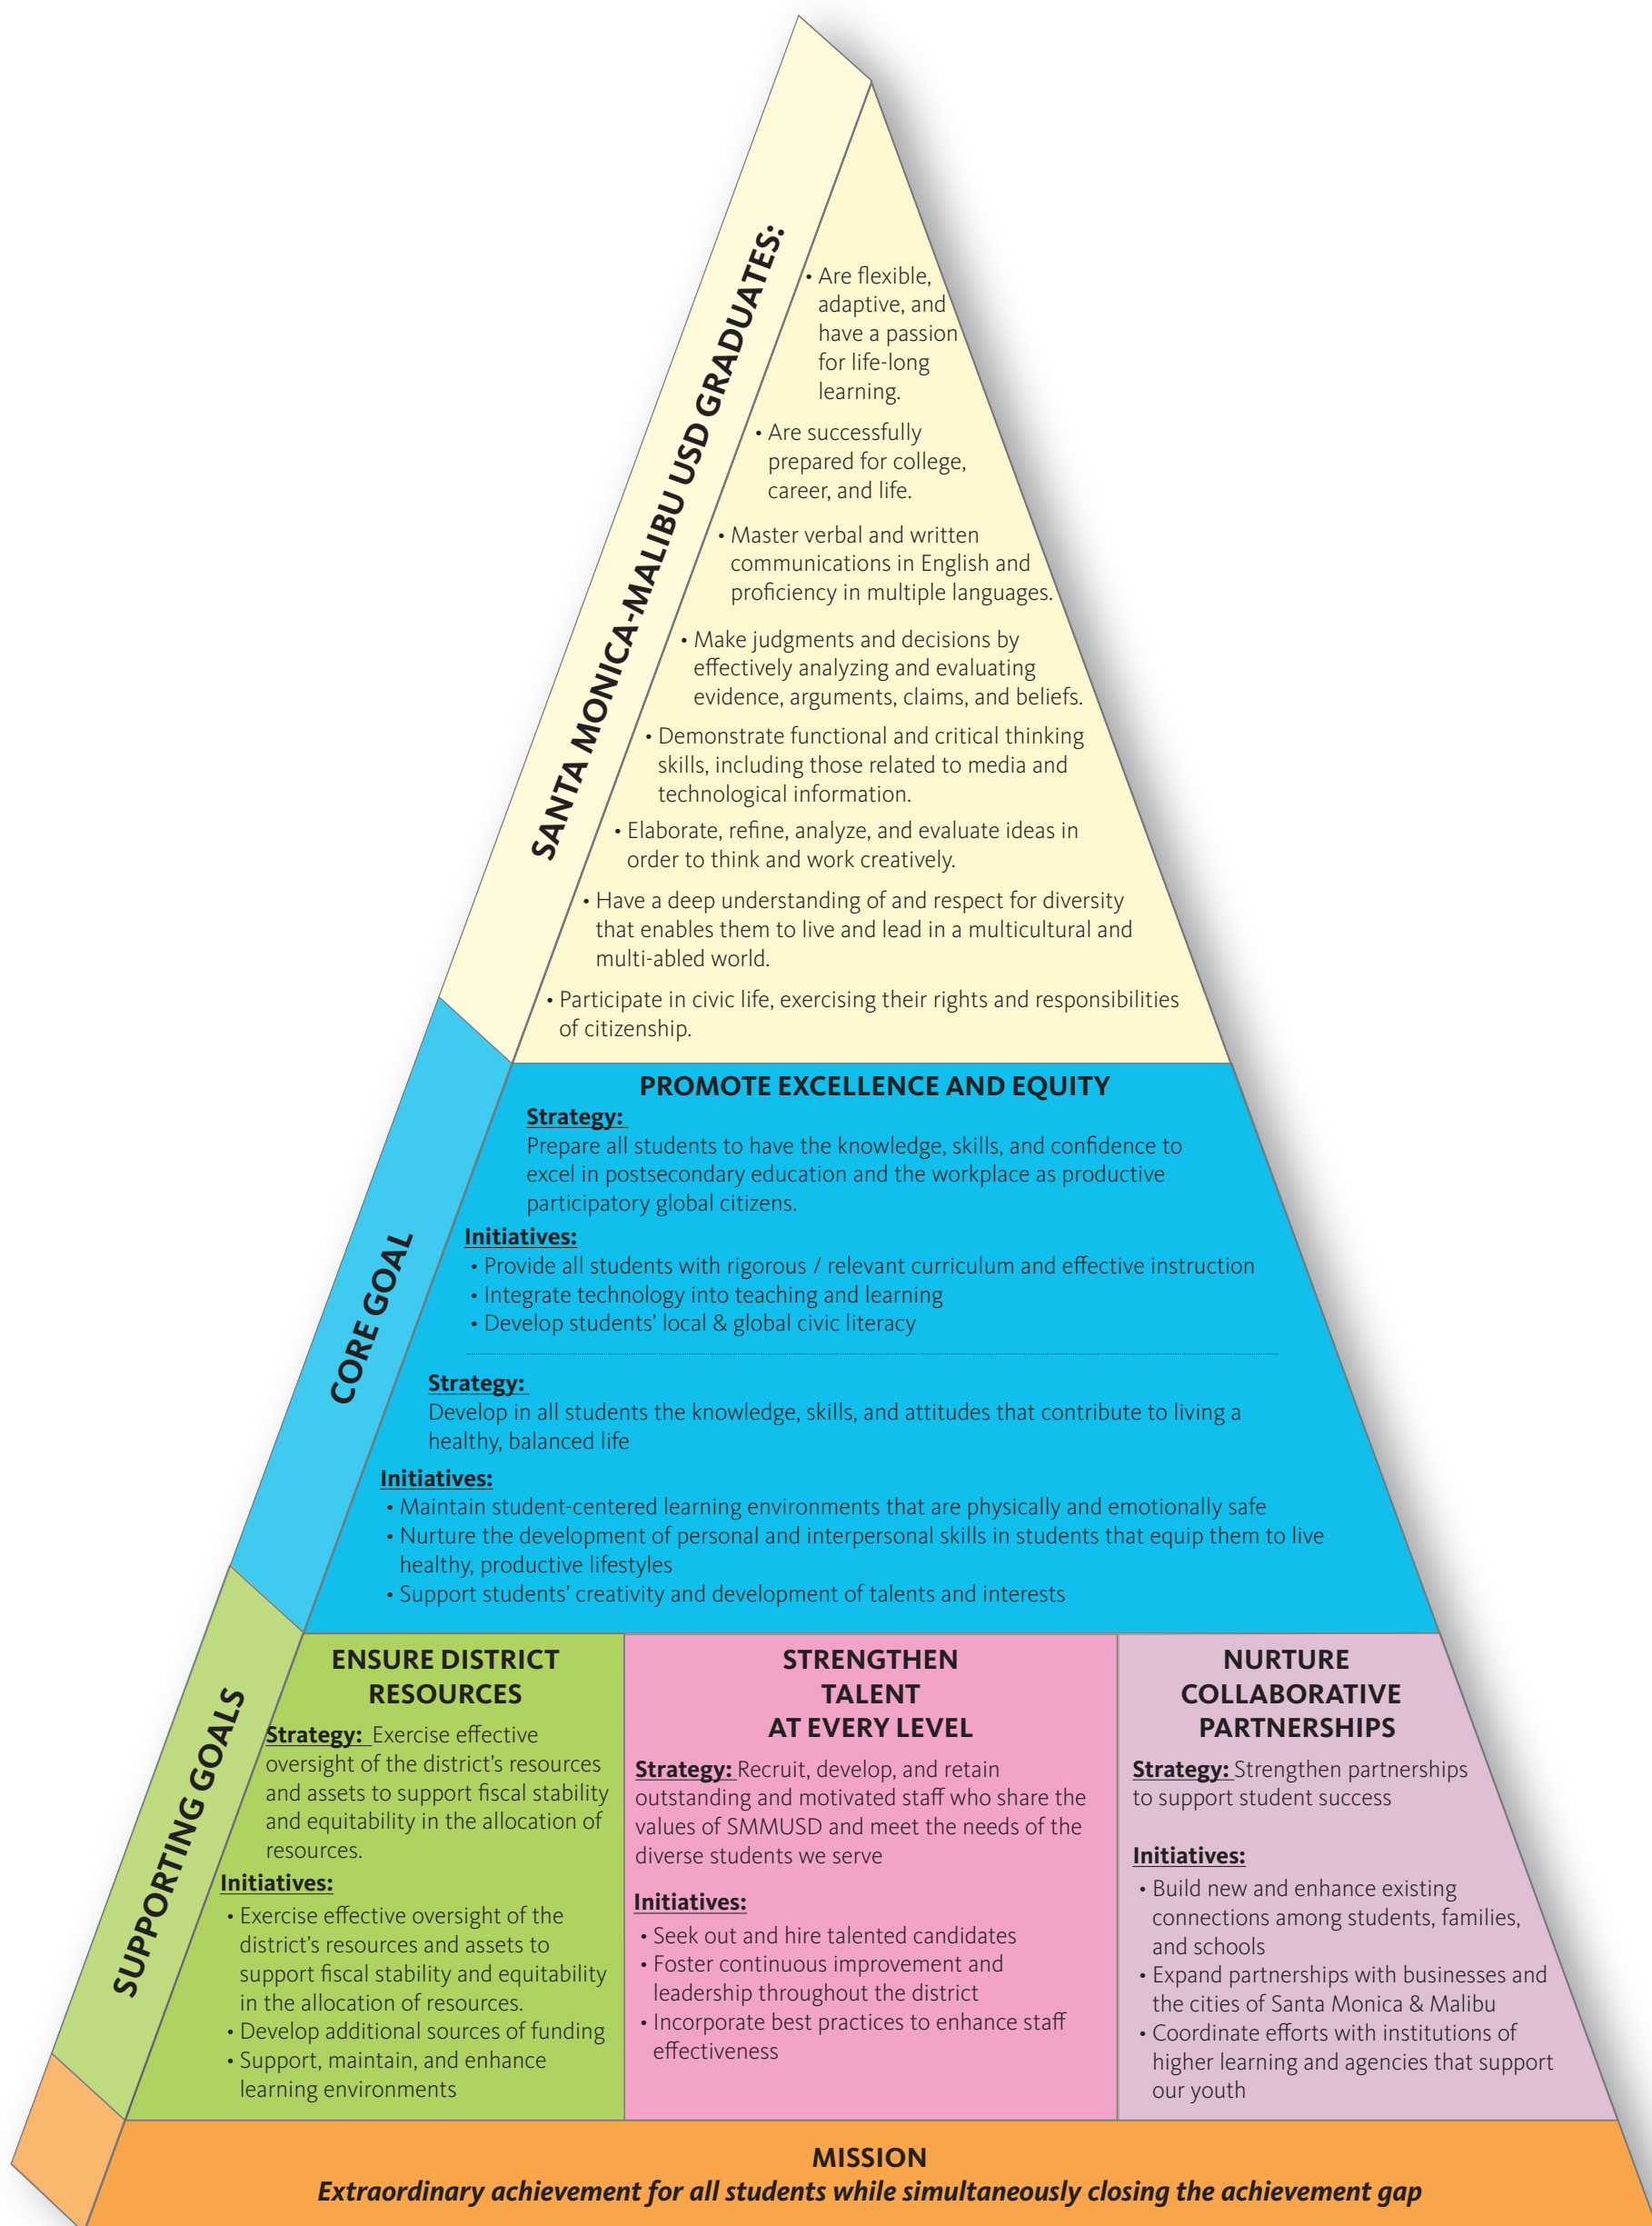 SANTA MONICA-MALIBU USD GRADUATES:
• Are flexible,
adaptive, and
have a passion
for life-long
learning.
• Are successfully
prepared for college,
career, and life.
• Master verbal and written
communications in English and
proficiency in multiple languages.
• Make judgments and decisions by
effectively analyzing and evaluating
evidence, arguments, claims, and beliefs.
• Demonstrate functional and critical thinking
skills, including those related to media and
technological information.
• Elaborate, refine, analyze, and evaluate ideas in
order to think and work creatively.
• Have a deep understanding of and respect for diversity
that enables them to live and lead in a multicultural and
multi-abled world.
• Participate in civic life, exercising their rights and responsibilities
of citizenship.
CORE GOAL
PROMOTE EXCELLENCE AND EQUITY
Strategy:
Prepare all students to have the knowledge, skills, and confidence to
excel in postsecondary education and the workplace as productive
participatory global citizens.
Initiatives:
• Provide all students with rigorous / relevant curriculum and effective instruction
• Integrate technology into teaching and learning
• Develop students' local & global civic literacy
Strategy:
Develop in all students the knowledge, skills, and attitudes that contribute to living a
healthy, balanced life
Initiatives:
• Maintain student-centered learning environments that are physically and emotionally safe
• Nurture the development of personal and interpersonal skills in students that equip them to live
healthy, productive lifestyles
• Support students' creativity and development of talents and interests
SUPPORTING GOALS
ENSURE DISTRICT
RESOURCES
Strategy: Exercise effective
oversight of the district's resources
and assets to support fiscal stability
and equitability in the allocation of
resources.
Initiatives:
• Exercise effective oversight of the
district's resources and assets to
support fiscal stability and equitability
in the allocation of resources.
• Develop additional sources of funding
• Support, maintain, and enhance
learning environments
STRENGTHEN
TALENT
AT EVERY LEVEL
Strategy: Recruit, develop, and retain
outstanding and motivated staff who share the
values of SMMUSD and meet the needs of the
diverse students we serve
Initiatives:
• Seek out and hire talented candidates
• Foster continuous improvement and
leadership throughout the district
• Incorporate best practices to enhance staff
effectiveness
NURTURE
COLLABORATIVE
PARTNERSHIPS
Strategy: Strengthen partnerships
to support student success
Initiatives:
• Build new and enhance existing
connections among students, families,
and schools
• Expand partnerships with businesses and
the cities of Santa Monica & Malibu
• Coordinate efforts with institutions of
higher learning and agencies that support
our youth
MISSION
Extraordinary achievement for all students while simultaneously closing the achievement gap